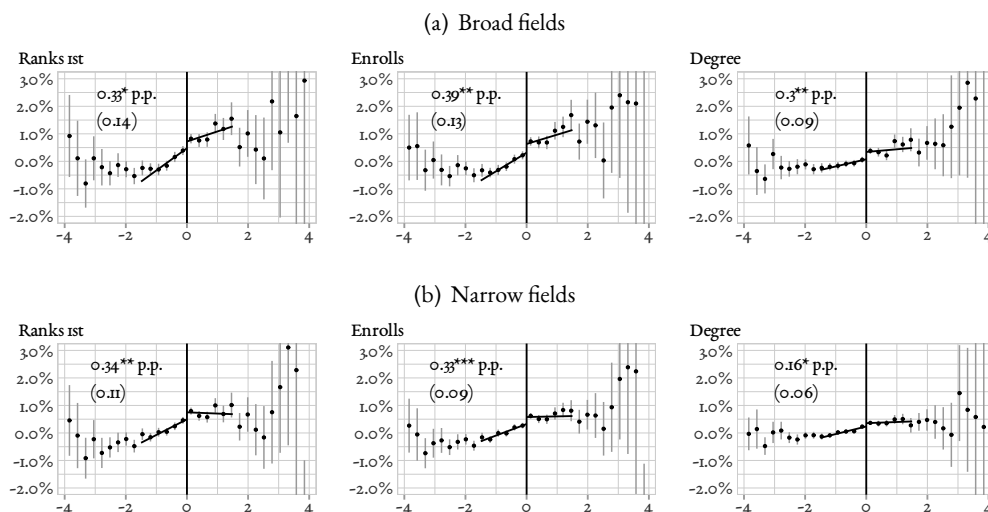 (a) Broad fields
Ranks 1st
Enrolls
Degree
3.0%
2.0%
1.0%
0.0%
-1.0%
-2.0%
0.33* p.p.
(0.14)
-4 -2 0 2 4
3.0%
2.0%
1.0%
0.0%
-1.0%
-2.0%
0.39** p.p.
(0.13)
-4 -2 0 2 4
3.0%
2.0%
1.0%
0.0%
-1.0%
-2.0%
0.3** p.p.
(0.09)
-4 -2 0 2 4
(b) Narrow fields
Ranks 1st
Enrolls
Degree
3.0%
2.0%
1.0%
0.0%
-1.0%
-2.0%
0.34** p.p.
(0.11)
-4 -2 0 2 4
3.0%
2.0%
1.0%
0.0%
-1.0%
-2.0%
0.33*** p.p.
(0.09)
-4 -2 0 2 4
3.0%
2.0%
1.0%
0.0%
-1.0%
-2.0%
0.16* p.p.
(0.06)
-4 -2 0 2 4